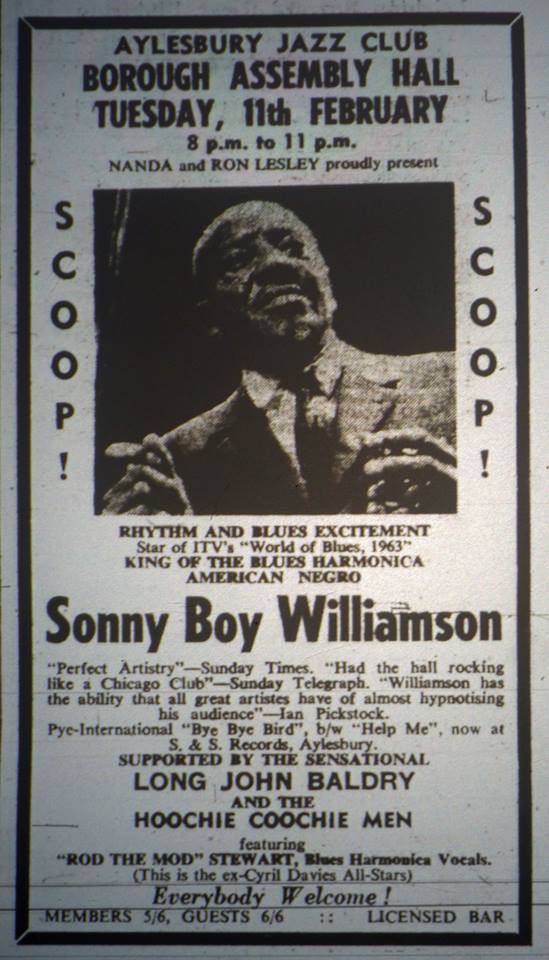 AYLESBURY JAZZ CLUB
BOROUGH ASSEMBLY HALL
TUESDAY, 11th FEBRUARY
8 p.m. to 11 p.m.
NANDA and RON LESLEY proudly present
SCOOP!
SCOOP!
RHYTHM AND BLUES EXCITEMENT
Star of ITV's "World of Blues, 1963"
KING OF THE BLUES HARMONICA
AMERICAN NEGRO
Sonny Boy Williamson
"Perfect Artistry"—Sunday Times. "Had the hall rocking
like a Chicago Club"—Sunday Telegraph. "Williamson has
the ability that all great artistes have of almost hypnotising
his audience"—Ian Pickstock.
Pye-International "Bye Bye Bird", b/w "Help Me", now at
S. & S. Records, Aylesbury.
SUPPORTED BY THE SENSATIONAL
LONG JOHN BALDRY
AND THE
HOOCHIE COOCHIE MEN
featuring
"ROD THE MOD" STEWART, Blues Harmonica Vocals.
(This is the ex-Cyril Davies All-Stars)
Everybody Welcome!
MEMBERS 5/6, GUESTS 6/6 :: LICENSED BAR